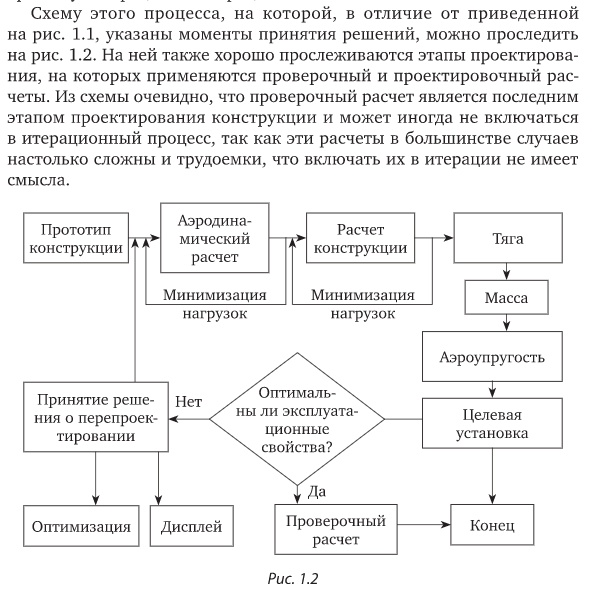 Схему этого процесса, на которой, в отличие от приведенной
на рис. 1.1, указаны моменты принятия решений, можно проследить
на рис. 1.2. На ней также хорошо прослеживаются этапы проектирова-
ния, на которых применяются проверочный и проектировочный рас-
четы. Из схемы очевидно, что проверочный расчет является последним
этапом проектирования конструкции и может иногда не включаться
в итерационный процесс, так как эти расчеты в большинстве случаев
настолько сложны и трудоемки, что включать их в итерации не имеет
смысла.
Прототип
конструкции
Аэродина-
мический
расчет
Расчет
конструкции
Тяга
Минимизация
нагрузок
Минимизация
нагрузок
Масса
Аэроупругость
Принятие реше-
ния о перепроек-
тировании
Нет
Оптималь-
ны ли эксплуата-
ционные
свойства?
Целевая
установка
Да
Оптимизация
Дисплей
Проверочный
расчет
Конец
Рис. 1.2